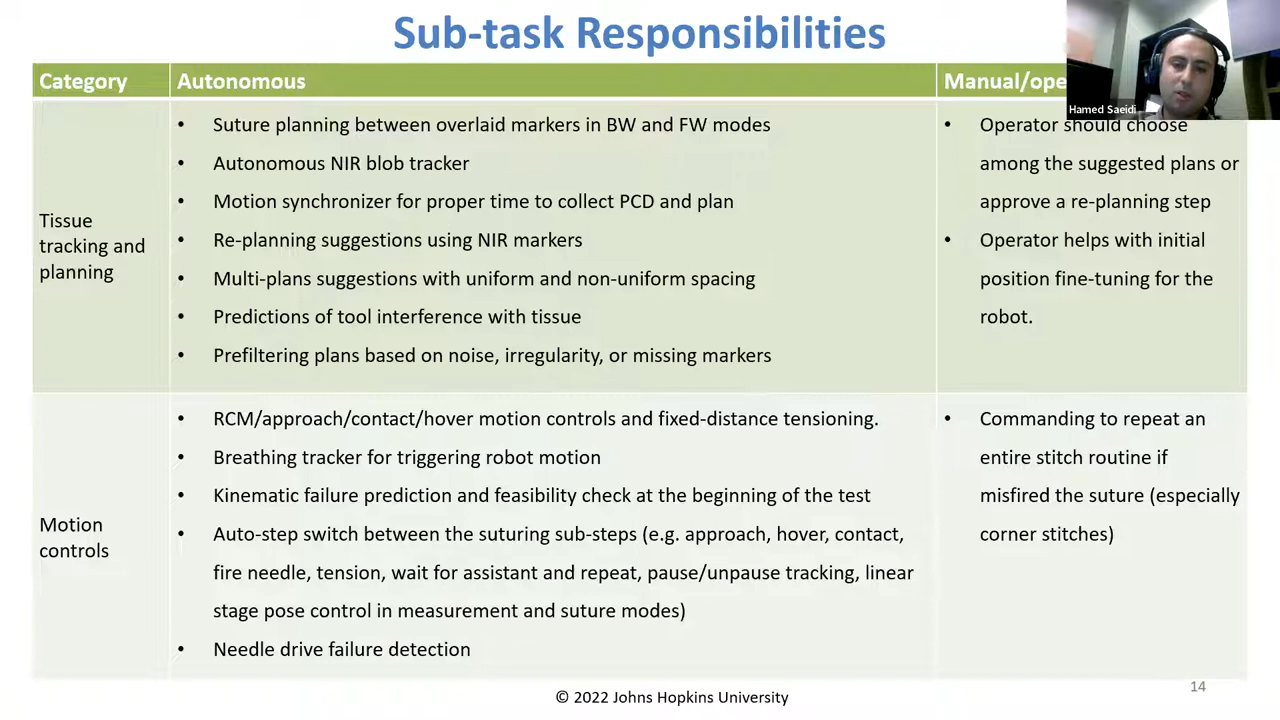 Sub-task Responsibilities
Category
Autonomous
Manual/ope
Hamed Saeidi
Tissue
tracking and
planning
• Suture planning between overlaid markers in BW and FW modes
• Autonomous NIR blob tracker
• Motion synchronizer for proper time to collect PCD and plan
• Re-planning suggestions using NIR markers
• Multi-plans suggestions with uniform and non-uniform spacing
• Predictions of tool interference with tissue
• Prefiltering plans based on noise, irregularity, or missing markers
• Operator should choose
among the suggested plans or
approve a re-planning step
• Operator helps with initial
position fine-tuning for the
robot.
Motion
controls
• RCM/approach/contact/hover motion controls and fixed-distance tensioning.
• Breathing tracker for triggering robot motion
• Kinematic failure prediction and feasibility check at the beginning of the test
• Auto-step switch between the suturing sub-steps (e.g. approach, hover, contact,
fire needle, tension, wait for assistant and repeat, pause/unpause tracking, linear
stage pose control in measurement and suture modes)
• Needle drive failure detection
• Commanding to repeat an
entire stitch routine if
misfired the suture (especially
corner stitches)
© 2022 Johns Hopkins University
14